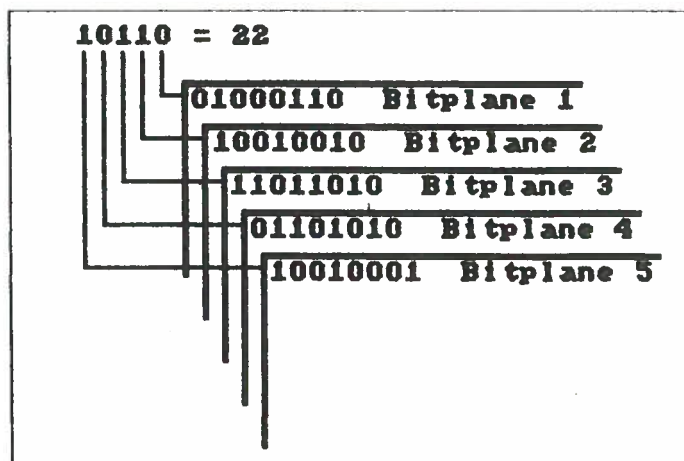 10110 = 22
01000110 Bitplane 1
10010010 Bitplane 2
11011010 Bitplane 3
01101010 Bitplane 4
10010001 Bitplane 5